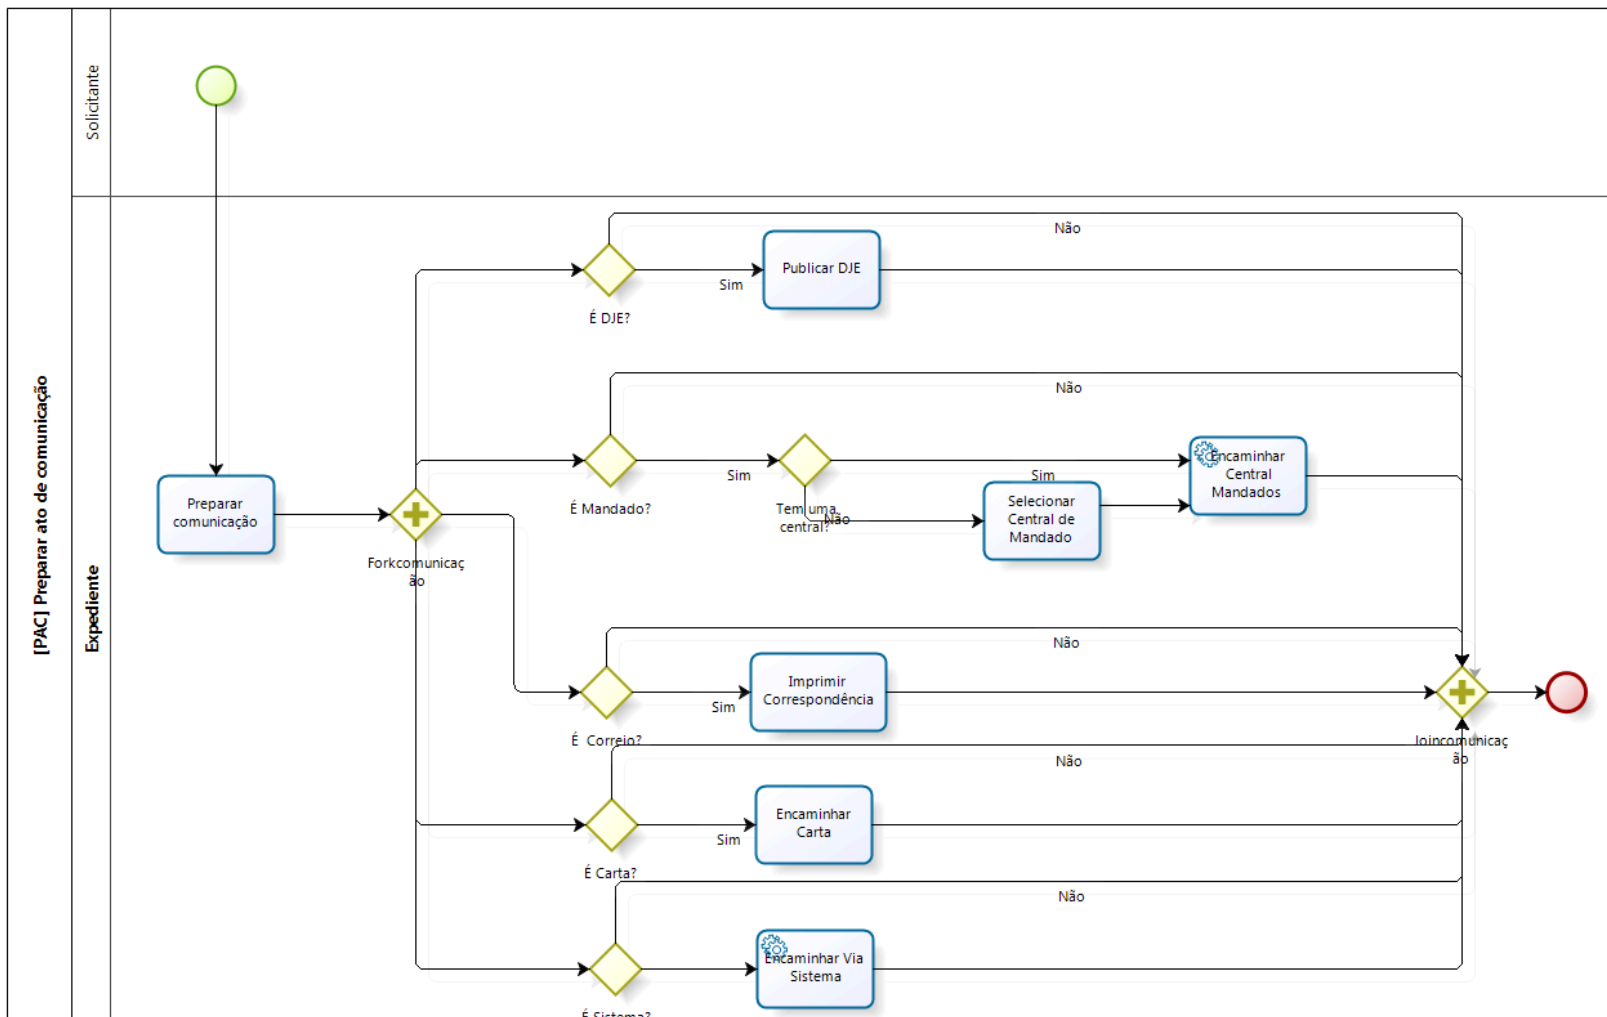 [PAC] Preparar ato de comunicação
Solicitante
Expediente
Não
Publicar DJE
Sim
É DJE?
Não
Encaminhar
Central
Mandados
Sim
Sim
Preparar
comunicação
Selecionar
Central de
Mandado
É Mandado?
Tem uma
central?
Não
Forkcomunicaç
ão
Não
Imprimir
Correspondência
Sim
É Correio?
Joincomunicaç
ão
Não
Encaminhar
Carta
Sim
É Carta?
Não
Encaminhar Via
Sistema
É Sistema?